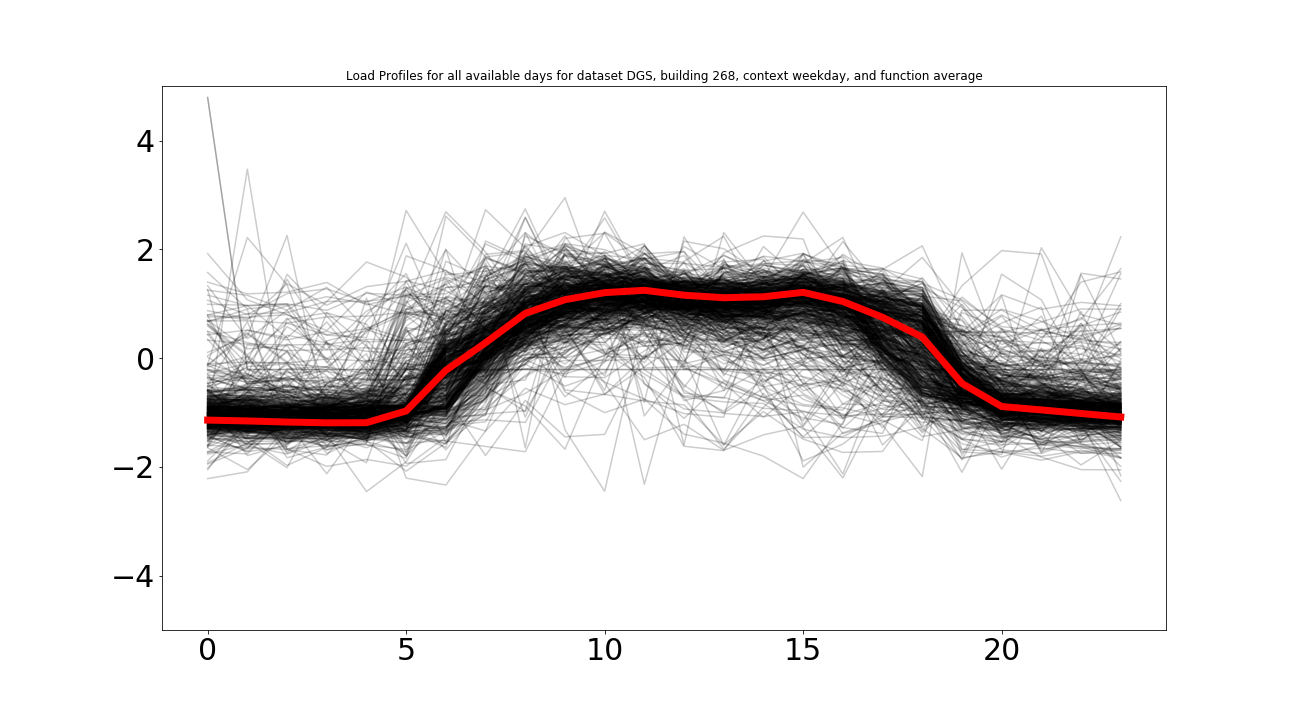 Load Profiles for all available days for dataset DGS, building 268, context weekday, and function average
4
2
0
−2
−4
0 5 10 15 20